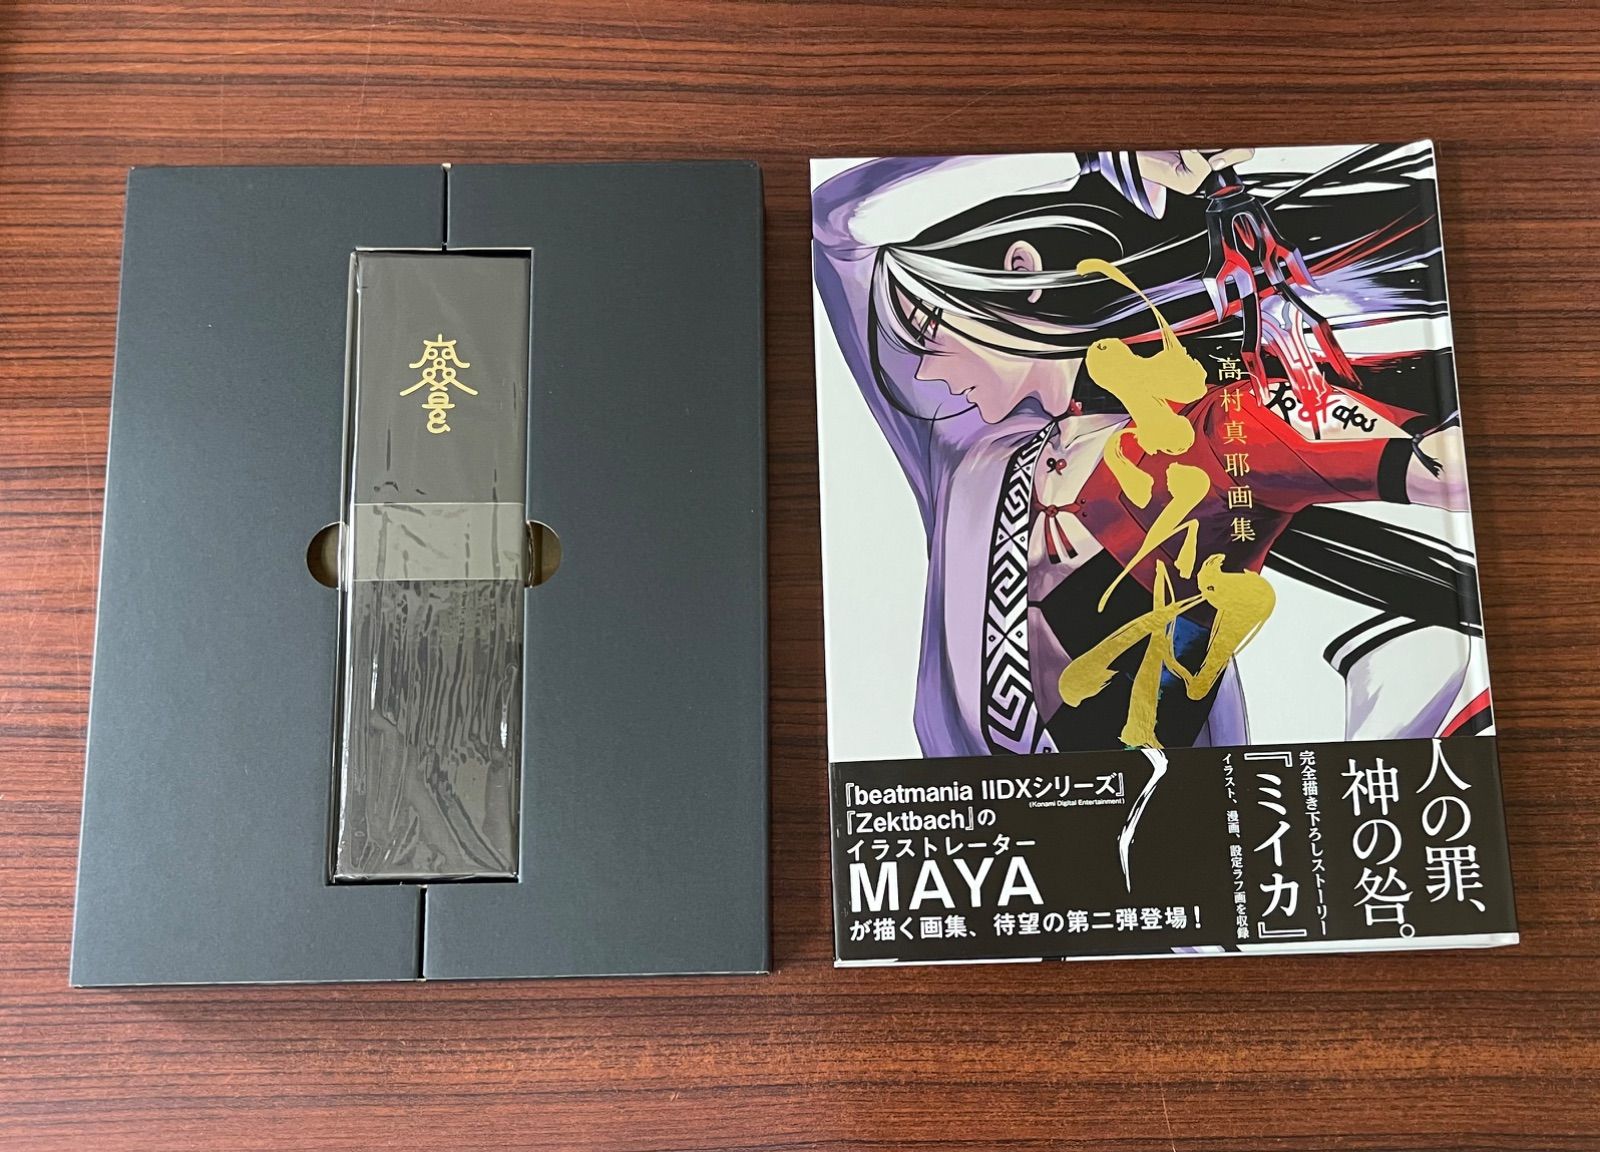 高村真耶画集
『beatmania IIDXシリーズ』
(Konami Digital Entertainment)
『Zektbach』の
イラストレーター
MAYA
が描く画集、待望の第二弾登場！
人の罪、
神の咎。
完全描き下ろしストーリー
『ミイカ』
イラスト、漫画、設定ラフ画を収録